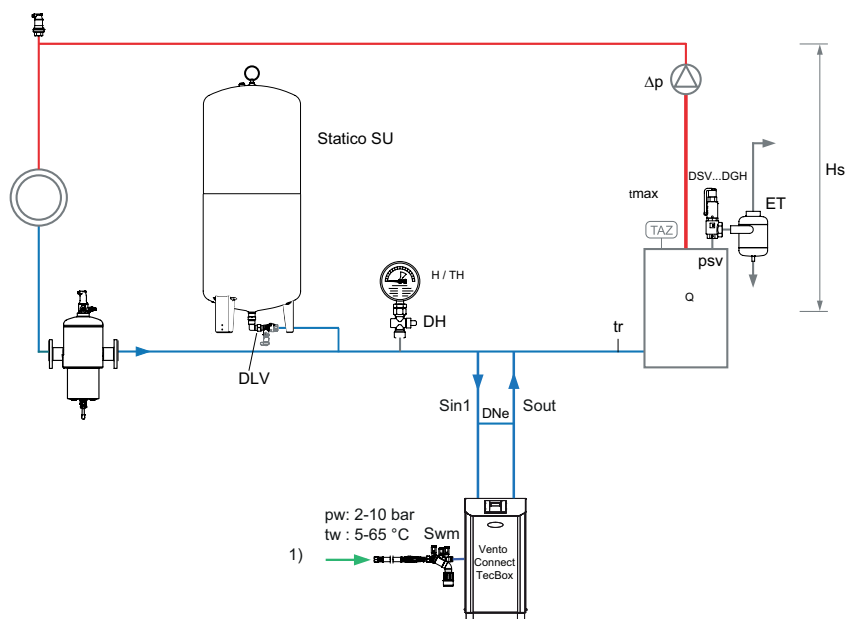 Δp
Hs
Statico SU
tmax
DSV...DGH
ET
TAZ
psv
H / TH
Q
DH
tr
DLV
Sin1
DNe
Sout
pw: 2-10 bar
tw : 5-65 °C
Swm
1)
Vento
Connect
TecBox